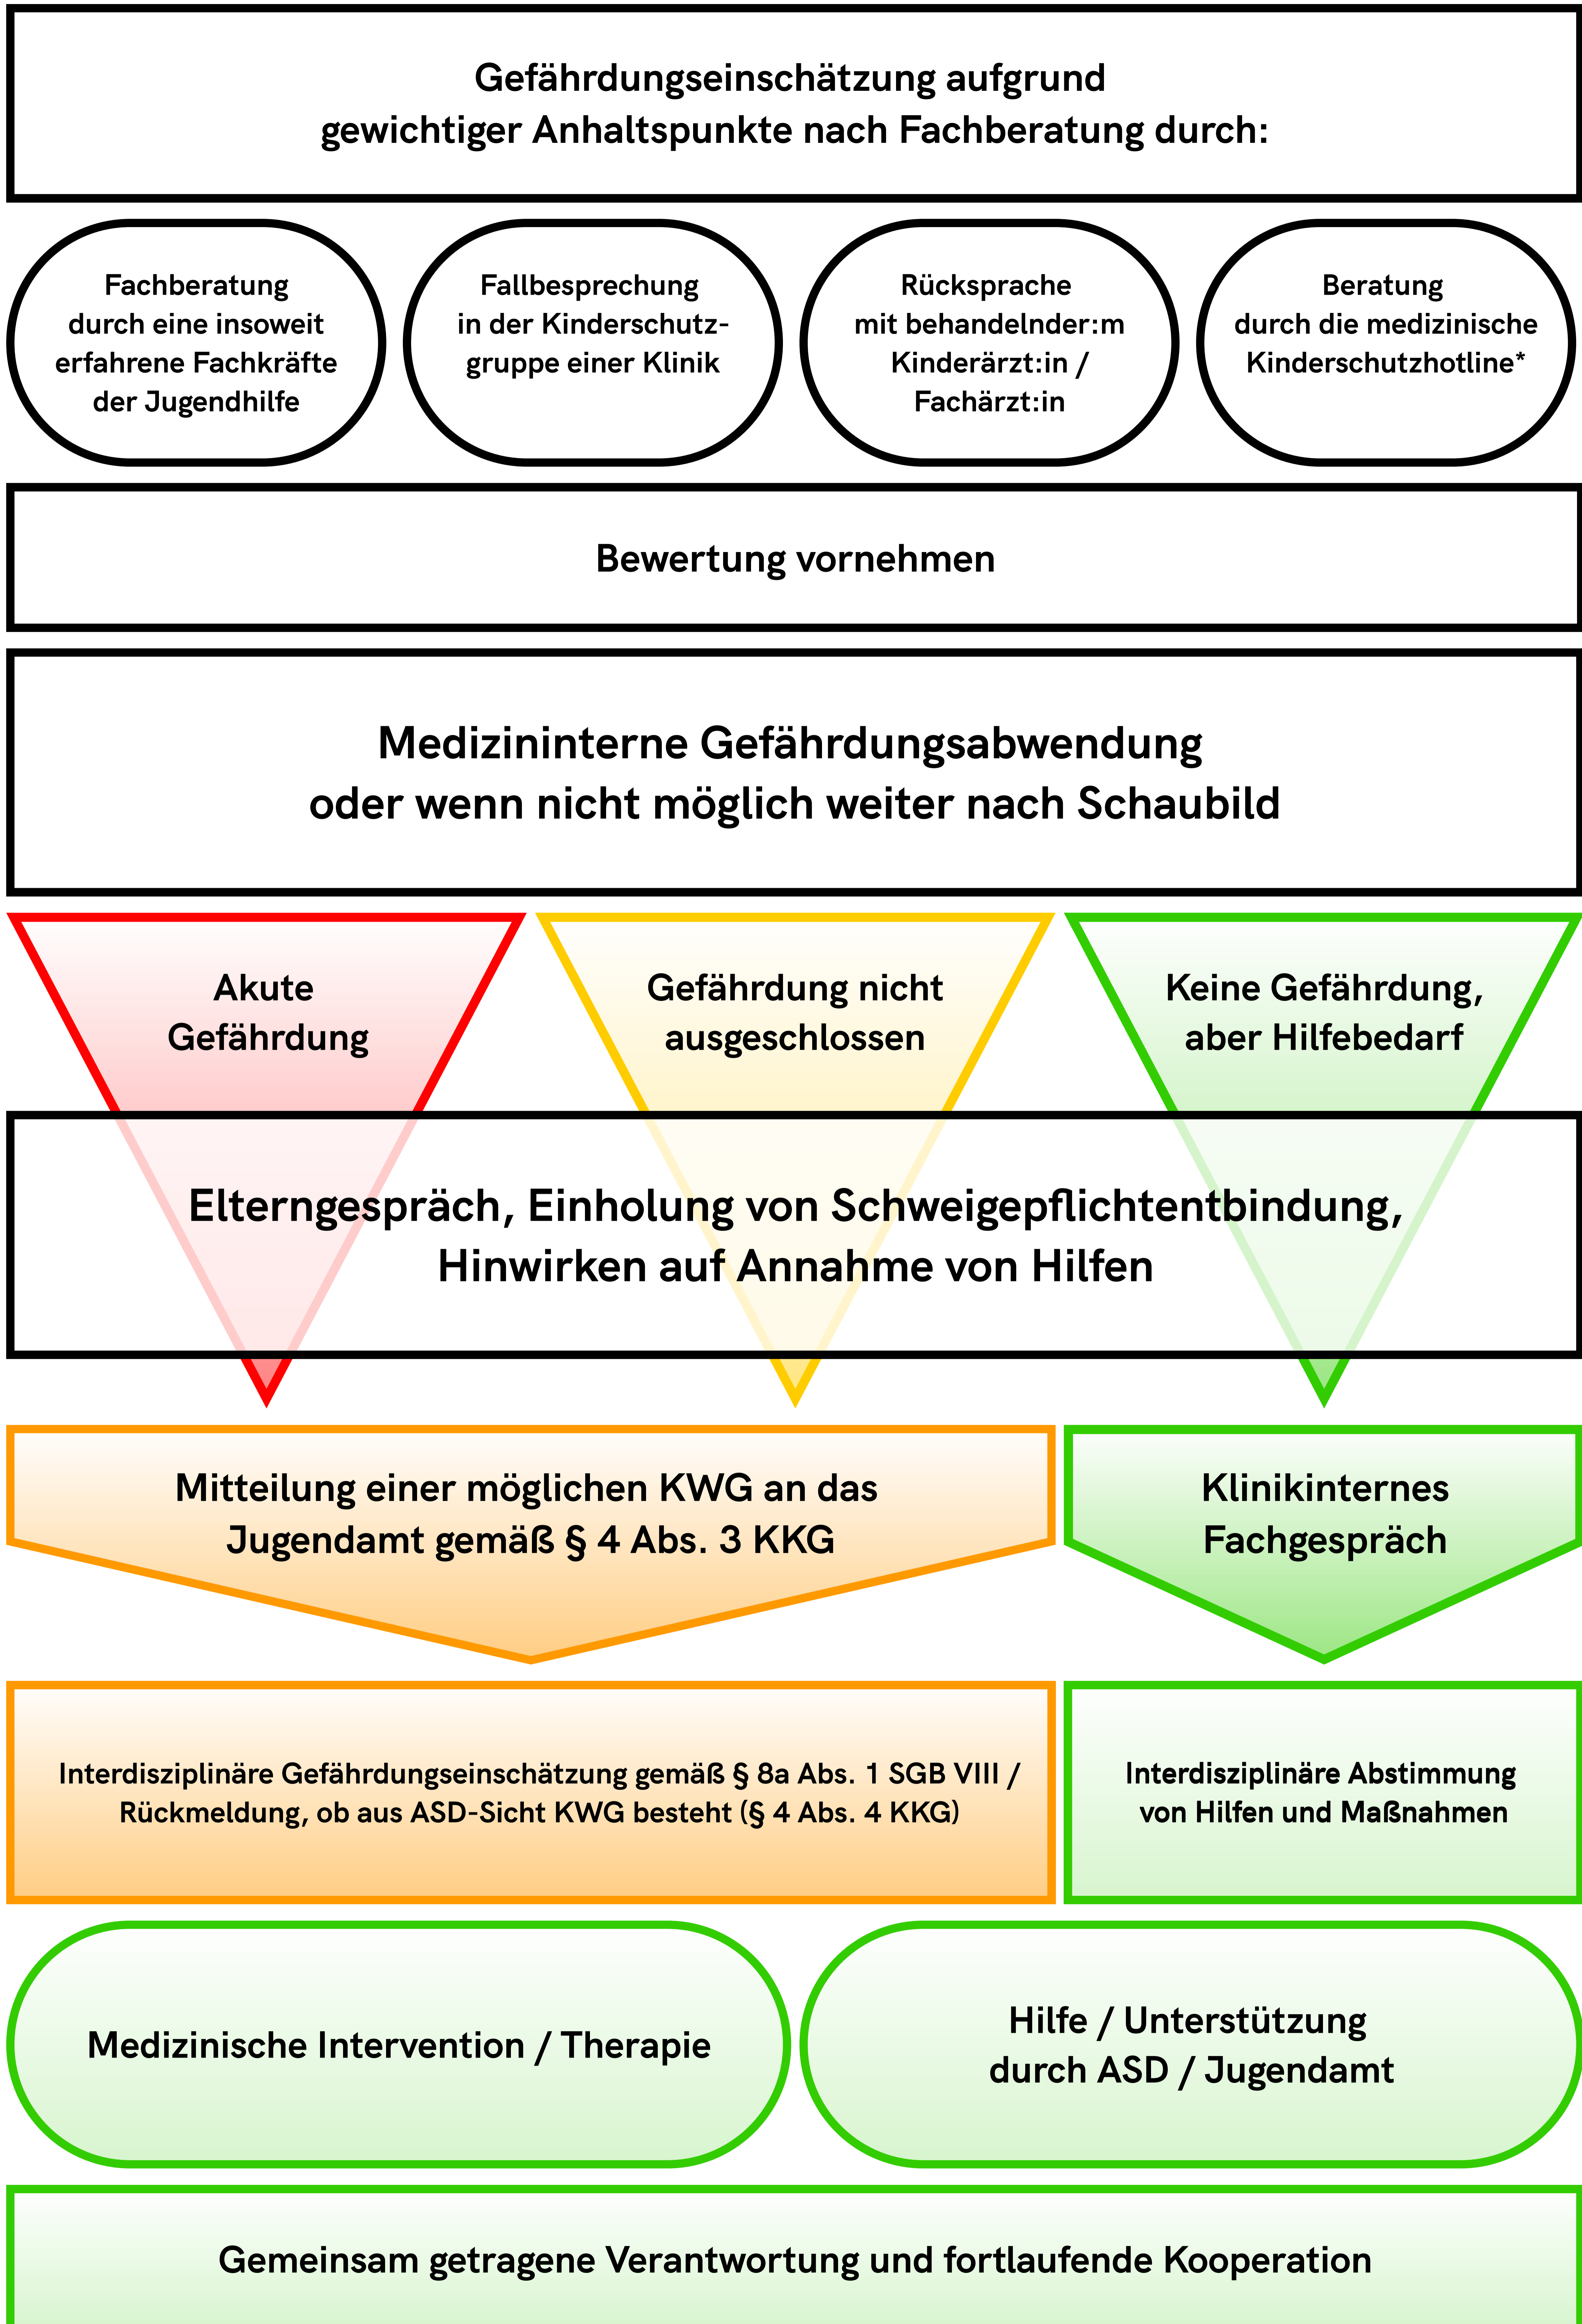 Gefährdungseinschätzung aufgrund
gewichtiger Anhaltspunkte nach Fachberatung durch:
Fachberatung
durch eine insoweit
erfahrene Fachkräfte
der Jugendhilfe
Fallbesprechung
in der Kinderschutz-
gruppe einer Klinik
Rücksprache
mit behandelnder:m
Kinderärzt:in /
Fachärzt:in
Beratung
durch die medizinische
Kinderschutzhotline*
Bewertung vornehmen
Medizininterne Gefährdungsabwendung
oder wenn nicht möglich weiter nach Schaubild
Akute
Gefährdung
Gefährdung nicht
ausgeschlossen
Keine Gefährdung,
aber Hilfebedarf
Elterngespräch, Einholung von Schweigepflichtentbindung,
Hinwirken auf Annahme von Hilfen
Mitteilung einer möglichen KWG an das
Jugendamt gemäß § 4 Abs. 3 KKG
Klinikinternes
Fachgespräch
Interdisziplinäre Gefährdungseinschätzung gemäß § 8a Abs. 1 SGB VIII /
Rückmeldung, ob aus ASD-Sicht KWG besteht (§ 4 Abs. 4 KKG)
Interdisziplinäre Abstimmung
von Hilfen und Maßnahmen
Medizinische Intervention / Therapie
Hilfe / Unterstützung
durch ASD / Jugendamt
Gemeinsam getragene Verantwortung und fortlaufende Kooperation